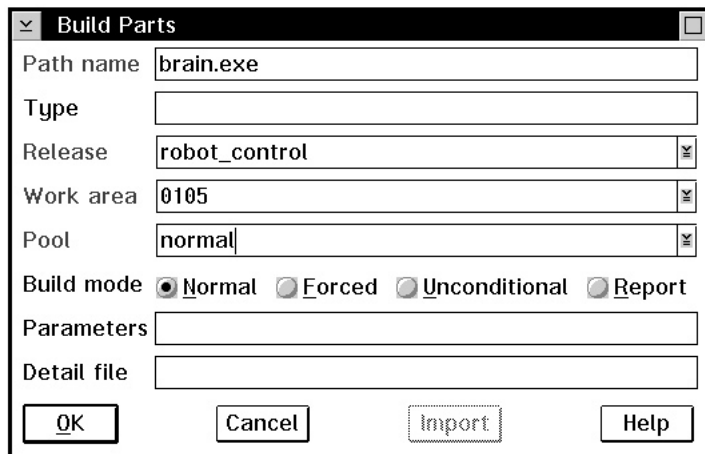 Build Parts
Path name brain.exe
Type
Release robot_control
Work area 0105
Pool normal
Build mode Normal Forced Unconditional Report
Parameters
Detail file
OK Cancel Import Help